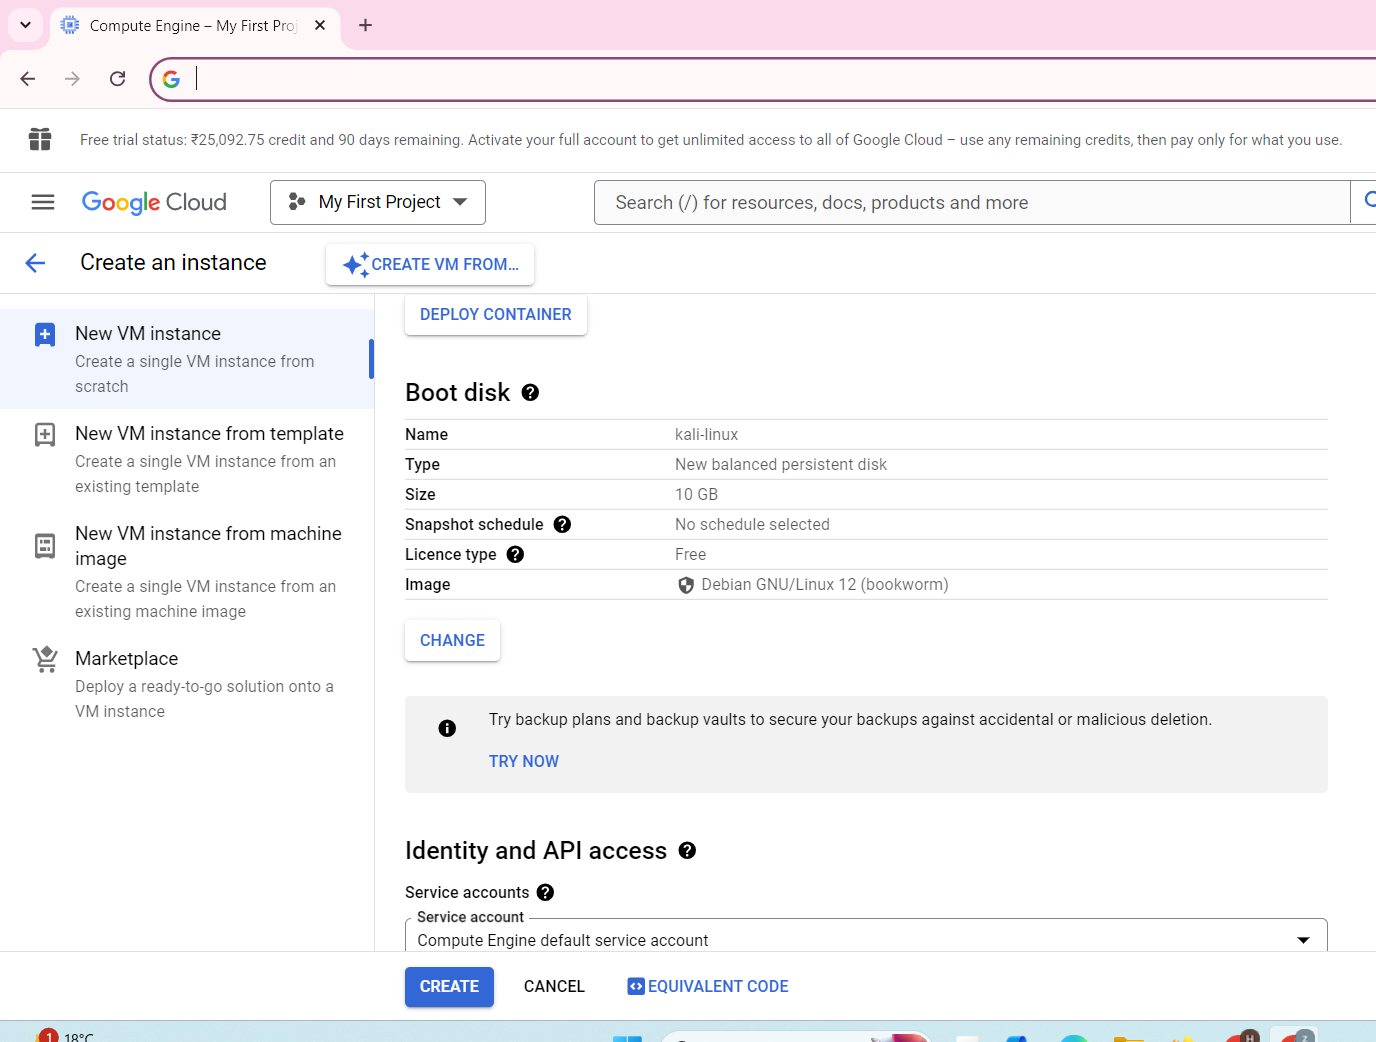 Compute Engine – My First Proj
Free trial status: ₹25,092.75 credit and 90 days remaining. Activate your full account to get unlimited access to all of Google Cloud – use any remaining credits, then pay only for what you use.
Google Cloud
My First Project
Search (/) for resources, docs, products and more
Create an instance
CREATE VM FROM...
New VM instance
Create a single VM instance from
scratch
New VM instance from template
Create a single VM instance from an
existing template
New VM instance from machine
image
Create a single VM instance from an
existing machine image
Marketplace
Deploy a ready-to-go solution onto a
VM instance
DEPLOY CONTAINER
Boot disk
Name kali-linux
Type New balanced persistent disk
Size 10 GB
Snapshot schedule No schedule selected
Licence type Free
Image Debian GNU/Linux 12 (bookworm)
CHANGE
Try backup plans and backup vaults to secure your backups against accidental or malicious deletion.
TRY NOW
Identity and API access
Service accounts
Service account
Compute Engine default service account
CREATE CANCEL EQUIVALENT CODE
1 18°C
H Z